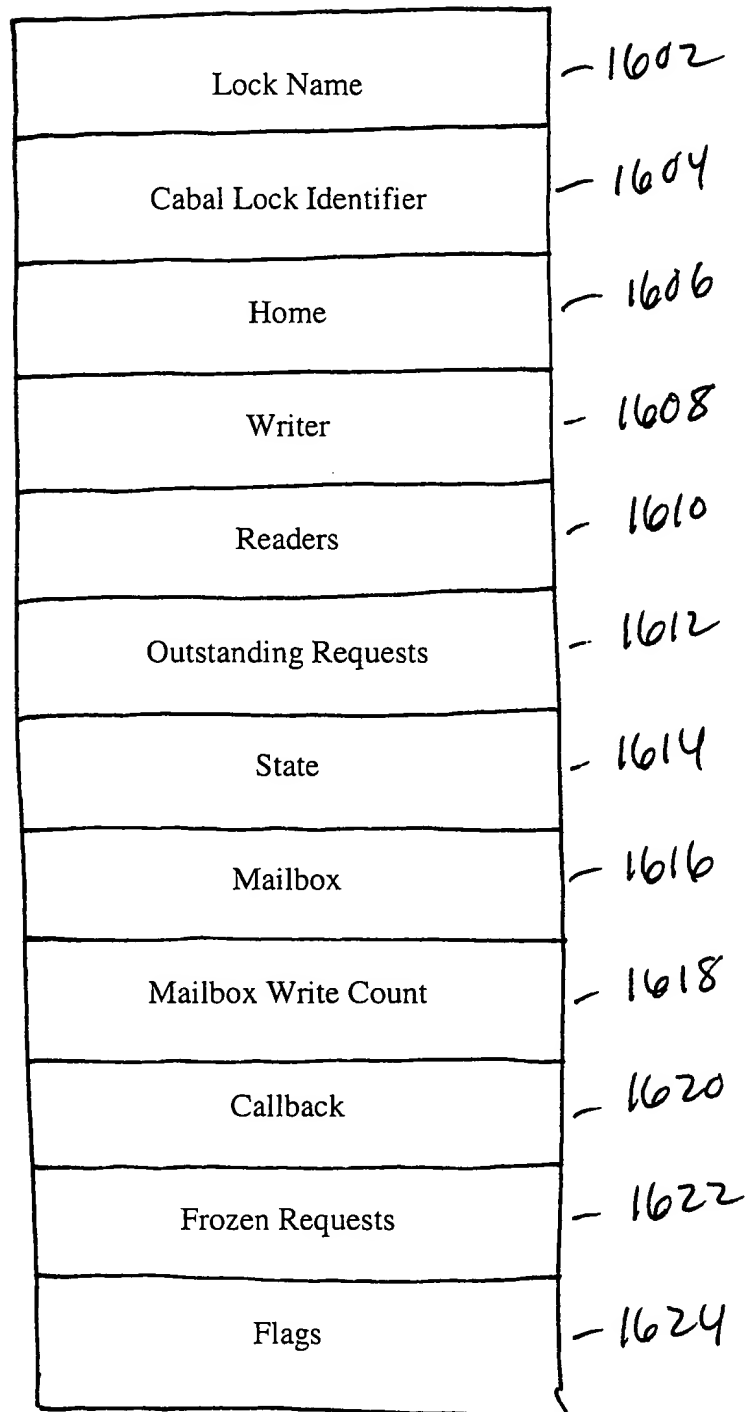 Lock Name - 1602
Cabal Lock Identifier - 1604
Home - 1606
Writer - 1608
Readers - 1610
Outstanding Requests - 1612
State - 1614
Mailbox - 1616
Mailbox Write Count - 1618
Callback - 1620
Frozen Requests - 1622
Flags - 1624